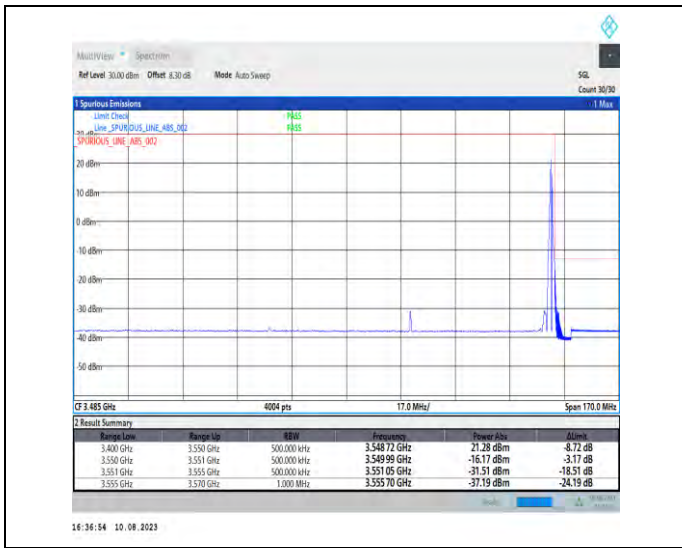 MultiView Spectrum
Ref Level 30.00 dBm Offset 8.30 dB Mode Auto Sweep SGL
Count 30/30
1 Spurious Emissions 1 Max
Limit Check PASS
Line _SPURIOUS_LINE_ABS_002 PASS
_SPURIOUS_LINE_ABS_002
20 dBm
10 dBm
0 dBm
-10 dBm
-20 dBm
-30 dBm
-40 dBm
-50 dBm
CF 3.485 GHz 4004 pts 17.0 MHz/ Span 170.0 MHz
2 Result Summary
Range Low Range Up RBW Frequency Power Abs ΔLimit
3.400 GHz 3.550 GHz 500.000 kHz 3.548 72 GHz 21.28 dBm -8.72 dB
3.550 GHz 3.551 GHz 500.000 kHz 3.549 99 GHz -16.17 dBm -3.17 dB
3.551 GHz 3.555 GHz 500.000 kHz 3.551 05 GHz -31.51 dBm -18.51 dB
3.555 GHz 3.570 GHz 1.000 MHz 3.555 70 GHz -37.19 dBm -24.19 dB
16:36:54 10.08.2023